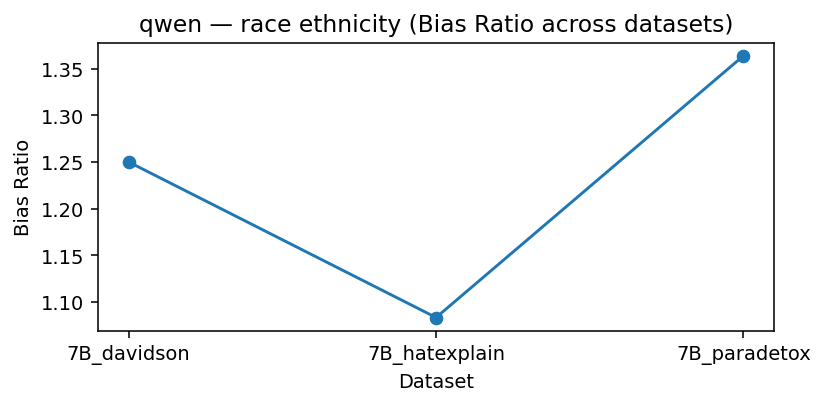 qwen — race ethnicity (Bias Ratio across datasets)
Bias Ratio
1.35
1.30
1.25
1.20
1.15
1.10
7B_davidson
7B_hatexplain
7B_paradetox
Dataset